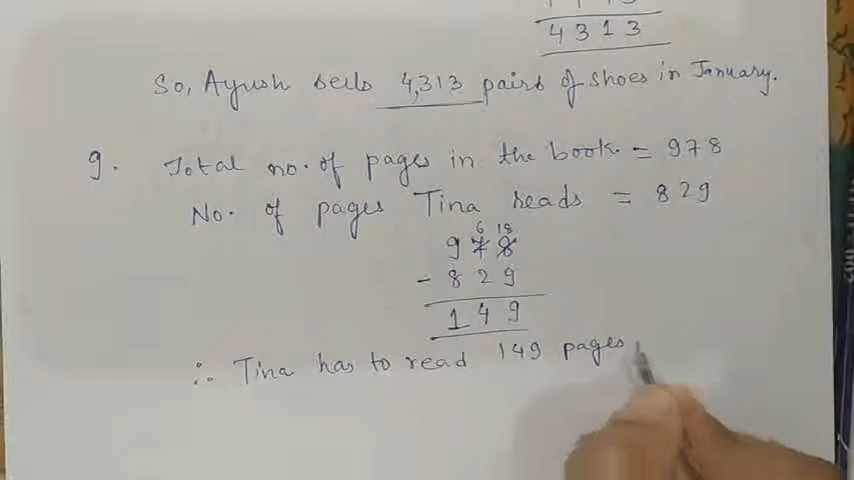 4313
So, Ayush sells 4,313 pairs of shoes in January.
9. Total no. of pages in the book = 978
No. of pages Tina reads = 829
6 18
978
- 829
149
∴ Tina has to read 149 pages